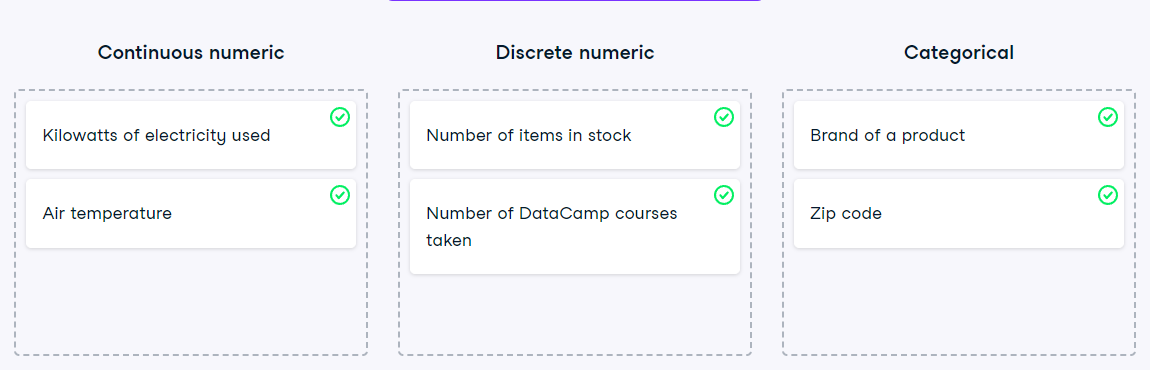 Continuous numeric
Kilowatts of electricity used
Air temperature
Discrete numeric
Number of items in stock
Number of DataCamp courses
taken
Categorical
Brand of a product
Zip code